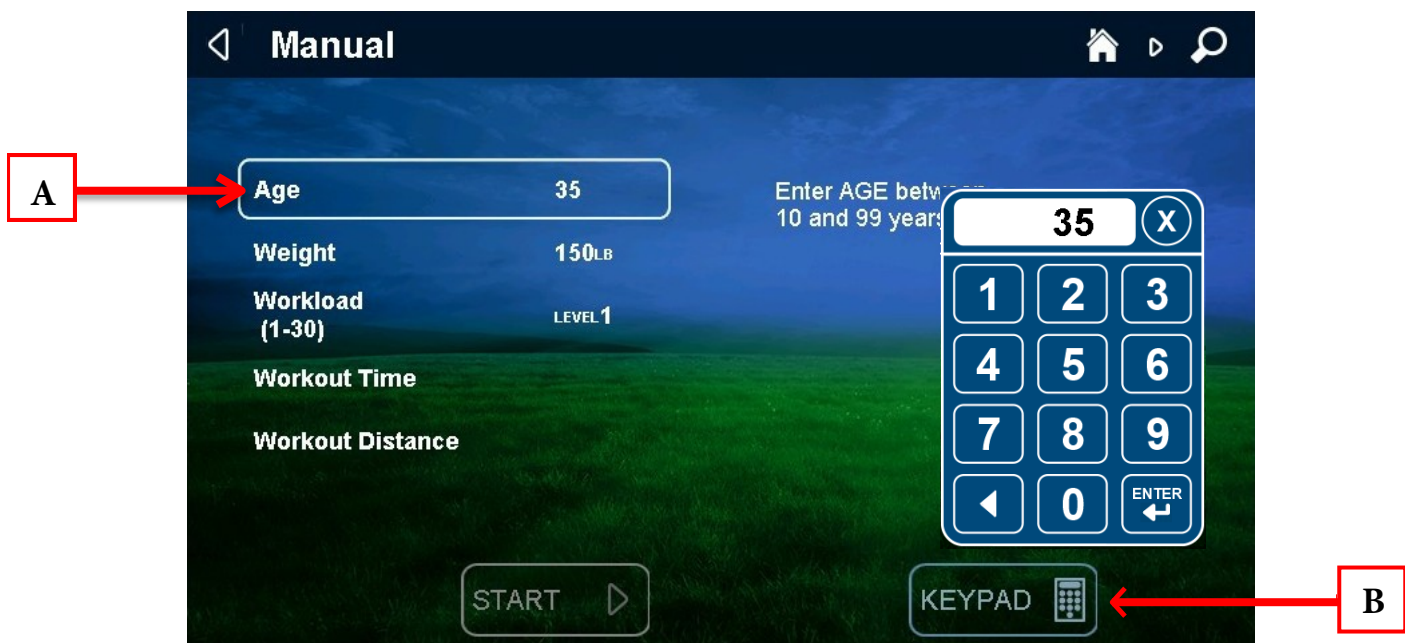 Manual
A
Age 35
Enter AGE between
10 and 99 years
35 X
Weight 150LB
Workload
(1-30)
LEVEL1
Workout Time
Workout Distance
1 2 3
4 5 6
7 8 9
0 ENTER
START
KEYPAD
B